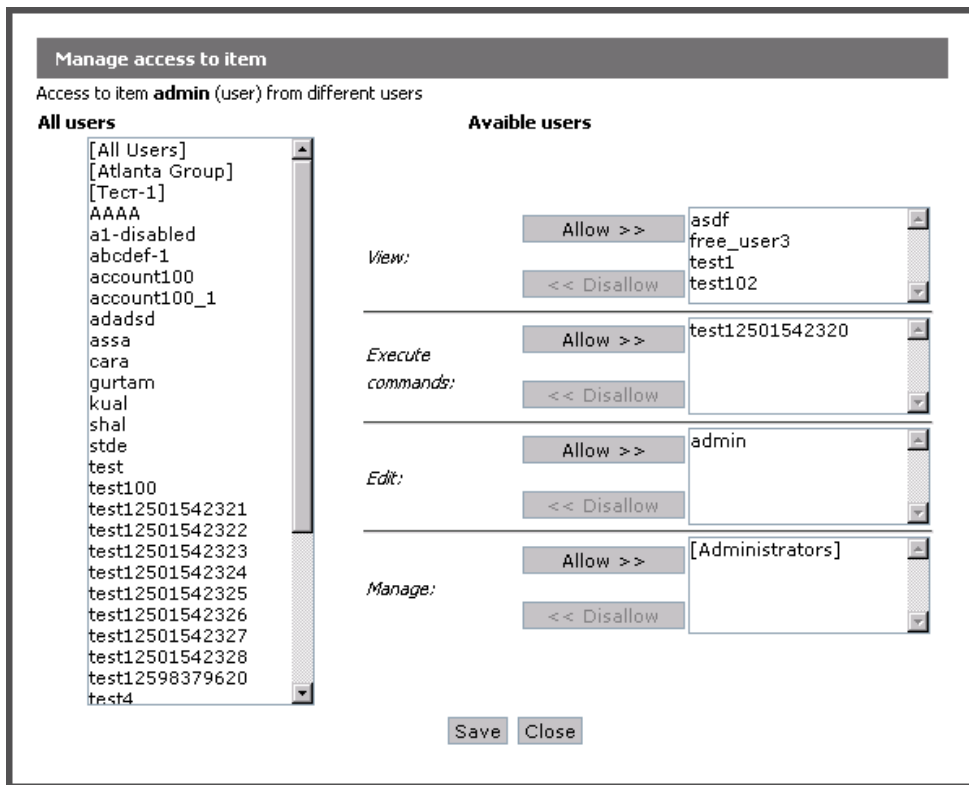 Manage access to item
Access to item admin (user) from different users
All users
Avaible users
[All Users]
[Atlanta Group]
[Тест-1]
AAAA
a1-disabled
abcdef-1
account100
account100_1
adadsd
assa
cara
gurtam
kual
shal
stde
test
test100
test12501542321
test12501542322
test12501542323
test12501542324
test12501542325
test12501542326
test12501542327
test12501542328
test12598379620
test4
View:
Allow >>
<< Disallow
asdf
free_user3
test1
test102
Execute
commands:
Allow >>
<< Disallow
test12501542320
Edit:
Allow >>
<< Disallow
admin
Manage:
Allow >>
<< Disallow
[Administrators]
Save
Close